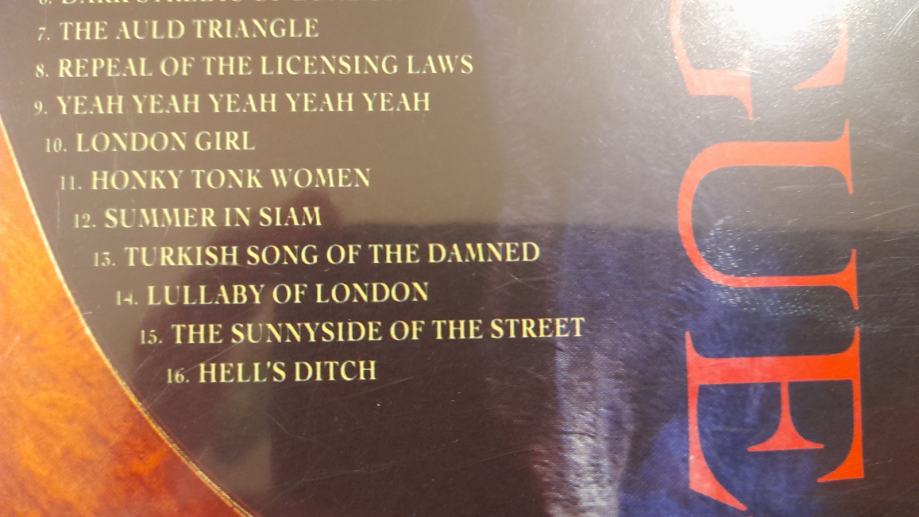 7. THE AULD TRIANGLE
8. REPEAL OF THE LICENSING LAWS
9. YEAH YEAH YEAH YEAH YEAH
10. LONDON GIRL
11. HONKY TONK WOMEN
12. SUMMER IN SIAM
13. TURKISH SONG OF THE DAMNED
14. LULLABY OF LONDON
15. THE SUNNYSIDE OF THE STREET
16. HELL'S DITCH
GUE